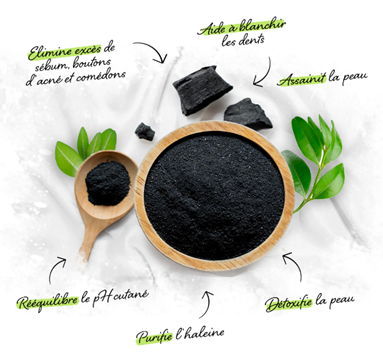 Aide à blanchir
les dents
Elimine excès de
sébum, boutons
d'acné et comédons
Assainit la peau
Rééquilibre le pH cutané
Détoxifie la peau
Purifie l'haleine